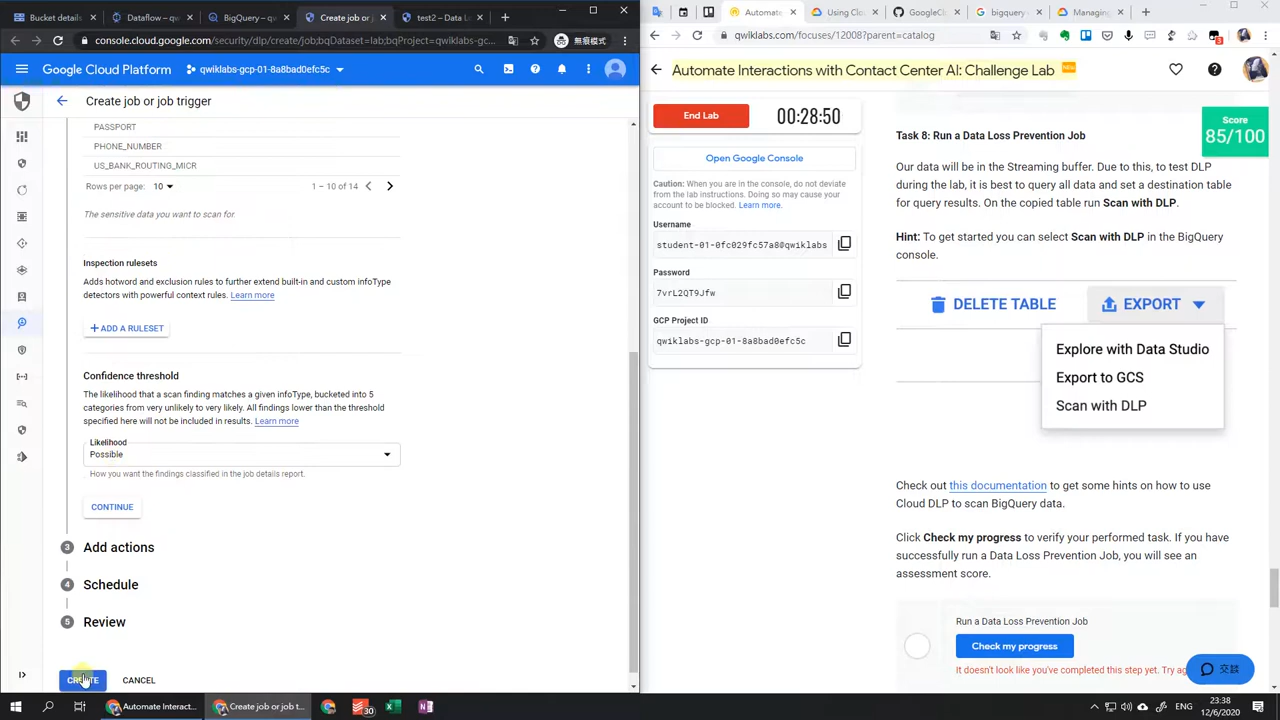 Bucket details
Dataflow - qw
BigQuery - qw
Create job or j
test2 - Data L
console.cloud.google.com/security/dlp/create/job;bqDataset=lab;bqProject=qwiklabs-gc...
無痕模式
Google Cloud Platform
qwiklabs-gcp-01-8a8bad0efc5c
Create job or job trigger
PASSPORT
PHONE_NUMBER
US_BANK_ROUTING_MICR
Rows per page: 10
1 – 10 of 14
The sensitive data you want to scan for.
Inspection rulesets
Adds hotword and exclusion rules to further extend built-in and custom infoType
detectors with powerful context rules. Learn more
ADD A RULESET
Confidence threshold
The likelihood that a scan finding matches a given infoType, bucketed into 5
categories from very unlikely to very likely. All findings lower than the threshold
specified here will not be included in results. Learn more
Likelihood
Possible
How you want the findings classified in the job details report.
CONTINUE
3 Add actions
4 Schedule
5 Review
CREATE
CANCEL
Automate
Using Clou
GoogleCl
bigquery
Managing
qwiklabs.com/focuses/12008?parent=catalog
Automate Interactions with Contact Center AI: Challenge Lab
End Lab
00:28:50
Open Google Console
Caution: When you are in the console, do not deviate
from the lab instructions. Doing so may cause your
account to be blocked. Learn more.
Username
student-01-0fc029fc57a8@qwiklabs
Password
7vrL2QT9Jfw
GCP Project ID
qwiklabs-gcp-01-8a8bad0efc5c
Score
85/100
Task 8: Run a Data Loss Prevention Job
Our data will be in the Streaming buffer. Due to this, to test DLP
during the lab, it is best to query all data and set a destination table
for query results. On the copied table run Scan with DLP.
Hint: To get started you can select Scan with DLP in the BigQuery
console.
DELETE TABLE
EXPORT
Explore with Data Studio
Export to GCS
Scan with DLP
Check out this documentation to get some hints on how to use
Cloud DLP to scan BigQuery data.
Click Check my progress to verify your performed task. If you have
successfully run a Data Loss Prevention Job, you will see an
assessment score.
Run a Data Loss Prevention Job
Check my progress
It doesn't look like you've completed this step yet. Try ag
交談
Automate Interact...
Create job or job t...
30
ENG
23:38
12/6/2020